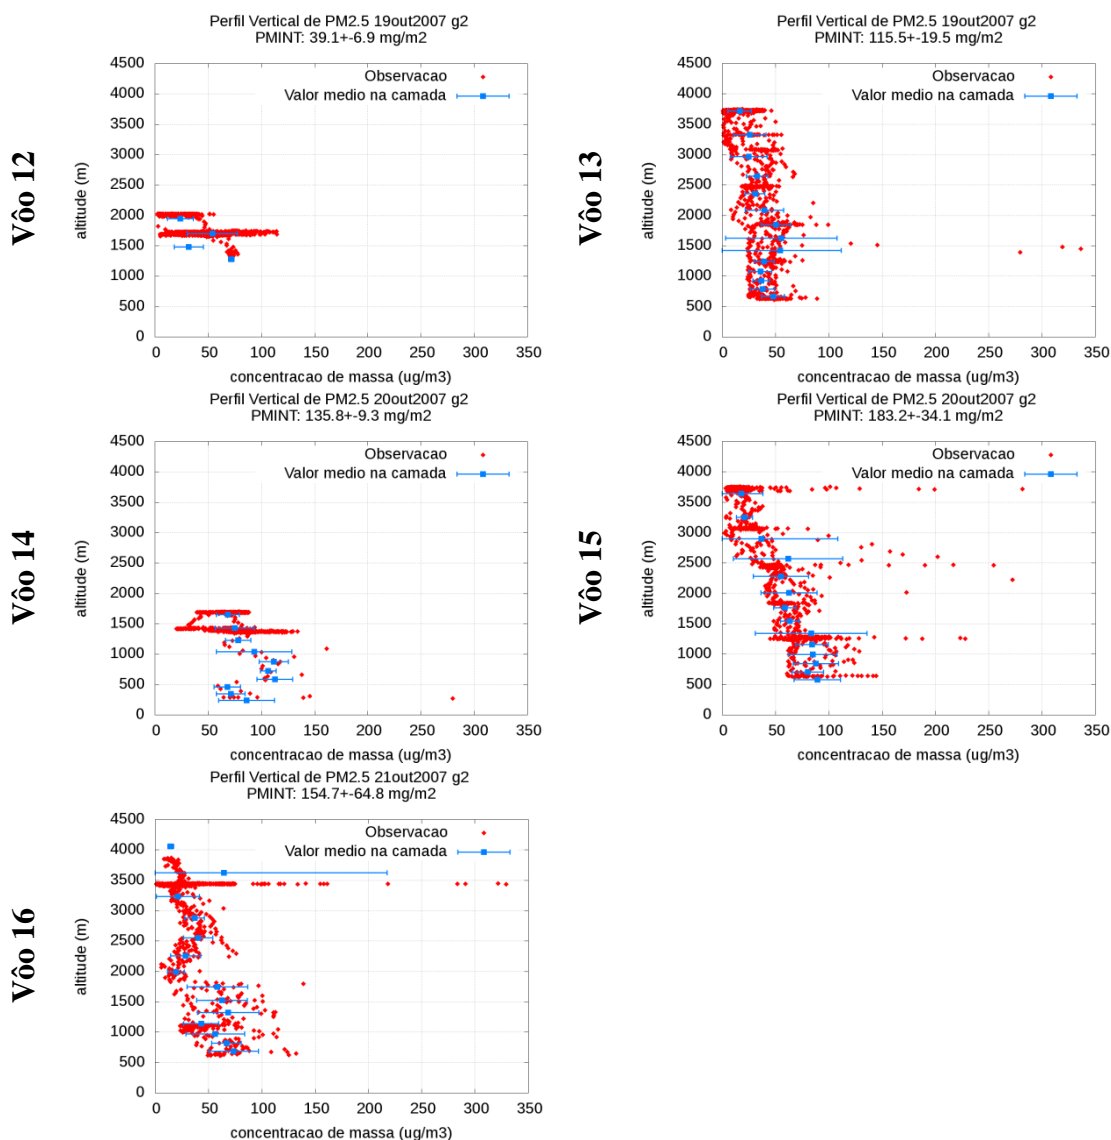 Perfil Vertical de PM2.5 19out2007 g2
PMINT: 39.1+-6.9 mg/m2
Vôo 12
altitude (m)
4500
4000
3500
3000
2500
2000
1500
1000
500
0
Observacao
Valor medio na camada
0 50 100 150 200 250 300 350
concentracao de massa (ug/m3)
Perfil Vertical de PM2.5 19out2007 g2
PMINT: 115.5+-19.5 mg/m2
Vôo 13
altitude (m)
4500
4000
3500
3000
2500
2000
1500
1000
500
0
Observacao
Valor medio na camada
0 50 100 150 200 250 300 350
concentracao de massa (ug/m3)
Perfil Vertical de PM2.5 20out2007 g2
PMINT: 135.8+-9.3 mg/m2
Vôo 14
altitude (m)
4500
4000
3500
3000
2500
2000
1500
1000
500
0
Observacao
Valor medio na camada
0 50 100 150 200 250 300 350
concentracao de massa (ug/m3)
Perfil Vertical de PM2.5 20out2007 g2
PMINT: 183.2+-34.1 mg/m2
Vôo 15
altitude (m)
4500
4000
3500
3000
2500
2000
1500
1000
500
0
Observacao
Valor medio na camada
0 50 100 150 200 250 300 350
concentracao de massa (ug/m3)
Perfil Vertical de PM2.5 21out2007 g2
PMINT: 154.7+-64.8 mg/m2
Vôo 16
altitude (m)
4500
4000
3500
3000
2500
2000
1500
1000
500
0
Observacao
Valor medio na camada
0 50 100 150 200 250 300 350
concentracao de massa (ug/m3)